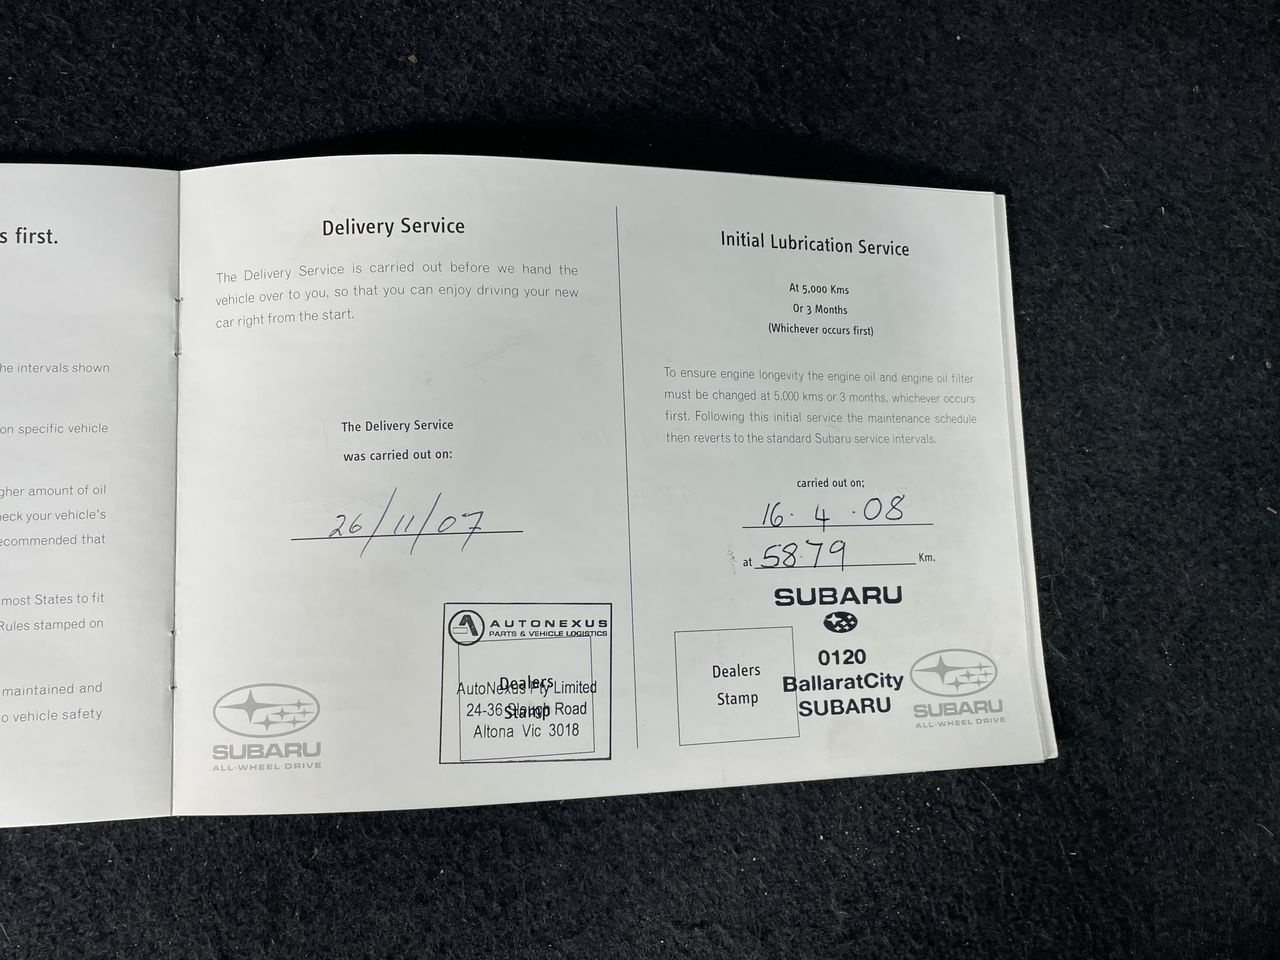 s first.
he intervals shown
on specific vehicle
gher amount of oil
heck your vehicle's
ecommended that
most States to fit
Rules stamped on
maintained and
o vehicle safety
Delivery Service
The Delivery Service is carried out before we hand the
vehicle over to you, so that you can enjoy driving your new
car right from the start.
The Delivery Service
was carried out on:
26/11/07
SUBARU
ALL-WHEEL DRIVE
AUTONEXUS
PARTS & VEHICLE LOGISTICS
Dealers
Stamp
AutoNexus Pty Limited
24-36 Slough Road
Altona Vic 3018
Initial Lubrication Service
At 5,000 Kms
Or 3 Months
(Whichever occurs first)
To ensure engine longevity the engine oil and engine oil filter
must be changed at 5,000 kms or 3 months, whichever occurs
first. Following this initial service the maintenance schedule
then reverts to the standard Subaru service intervals.
carried out on;
16. 4 .08
at 5879 Km.
Dealers
Stamp
SUBARU
0120
BallaratCity
SUBARU
SUBARU
ALL-WHEEL DRIVE